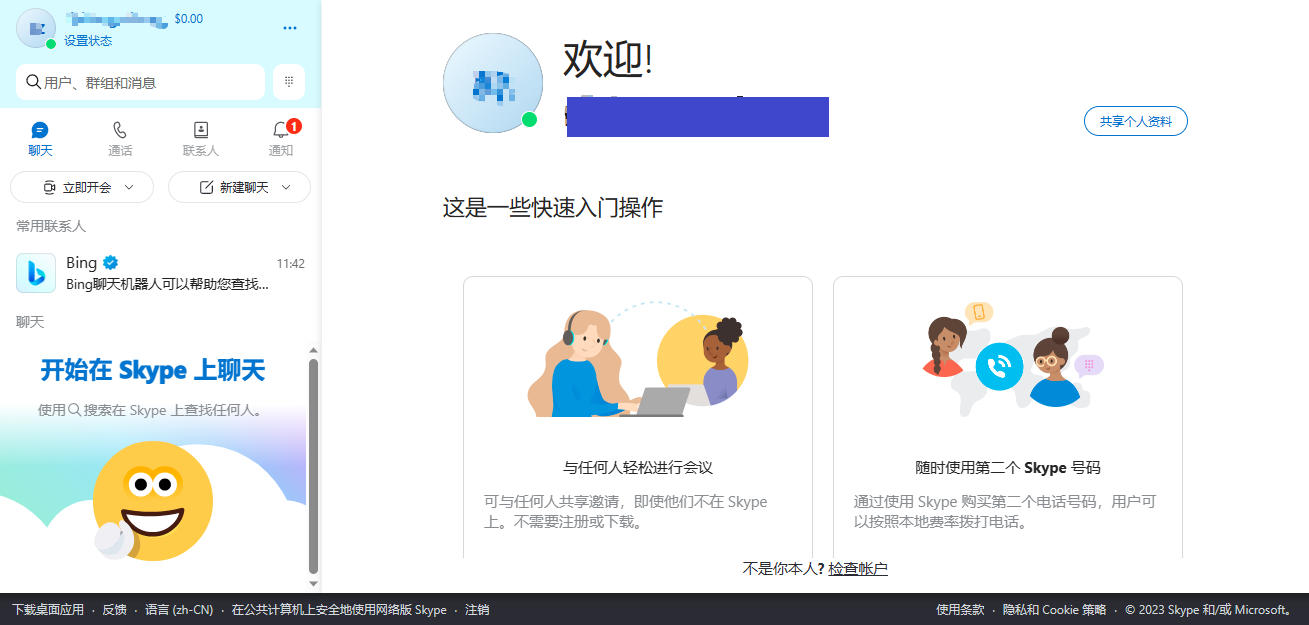 $0.00
设置状态
用户、群组和消息
聊天
通话
联系人
通知
1
立即开会
新建聊天
常用联系人
Bing
11:42
Bing聊天机器人可以帮助您查找...
聊天
开始在 Skype 上聊天
使用搜索在 Skype 上查找任何人。
欢迎!
共享个人资料
这是一些快速入门操作
与任何人轻松进行会议
可与任何人共享邀请，即使他们不在 Skype
上。不需要注册或下载。
随时使用第二个 Skype 号码
通过使用 Skype 购买第二个电话号码，用户可
以按照本地费率拨打电话。
不是你本人? 检查帐户
下载桌面应用 · 反馈 · 语言 (zh-CN) · 在公共计算机上安全地使用网络版 Skype · 注销
使用条款 · 隐私和 Cookie 策略 · © 2023 Skype 和/或 Microsoft。